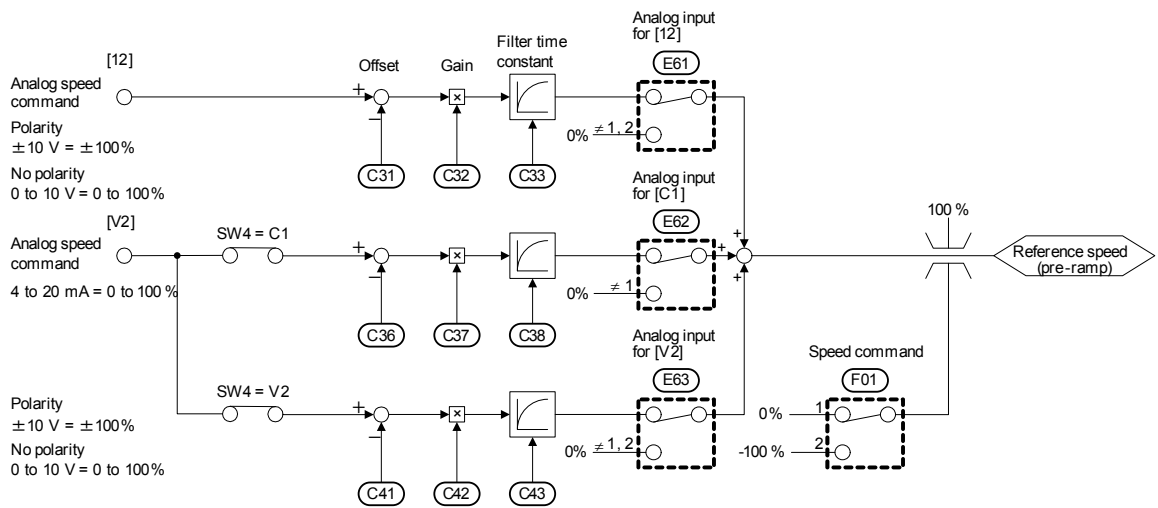 Analog input
for [12]
E61
[12]
Filter time
constant
Offset
Gain
Analog speed
command
+
−
×
0%
≠ 1, 2
Polarity
±10 V = ±100%
No polarity
0 to 10 V = 0 to 100%
C31
C32
C33
Analog input
for [C1]
E62
[V2]
SW4 = C1
Analog speed
command
4 to 20 mA = 0 to 100 %
+
−
×
0%
≠ 1
+
+
+
100 %
Reference speed
(pre-ramp)
C36
C37
C38
Analog input
for [V2]
E63
Speed command
F01
SW4 = V2
Polarity
±10 V = ±100%
No polarity
0 to 10 V = 0 to 100%
+
−
×
0%
≠ 1, 2
0%
1
-100 %
2
C41
C42
C43